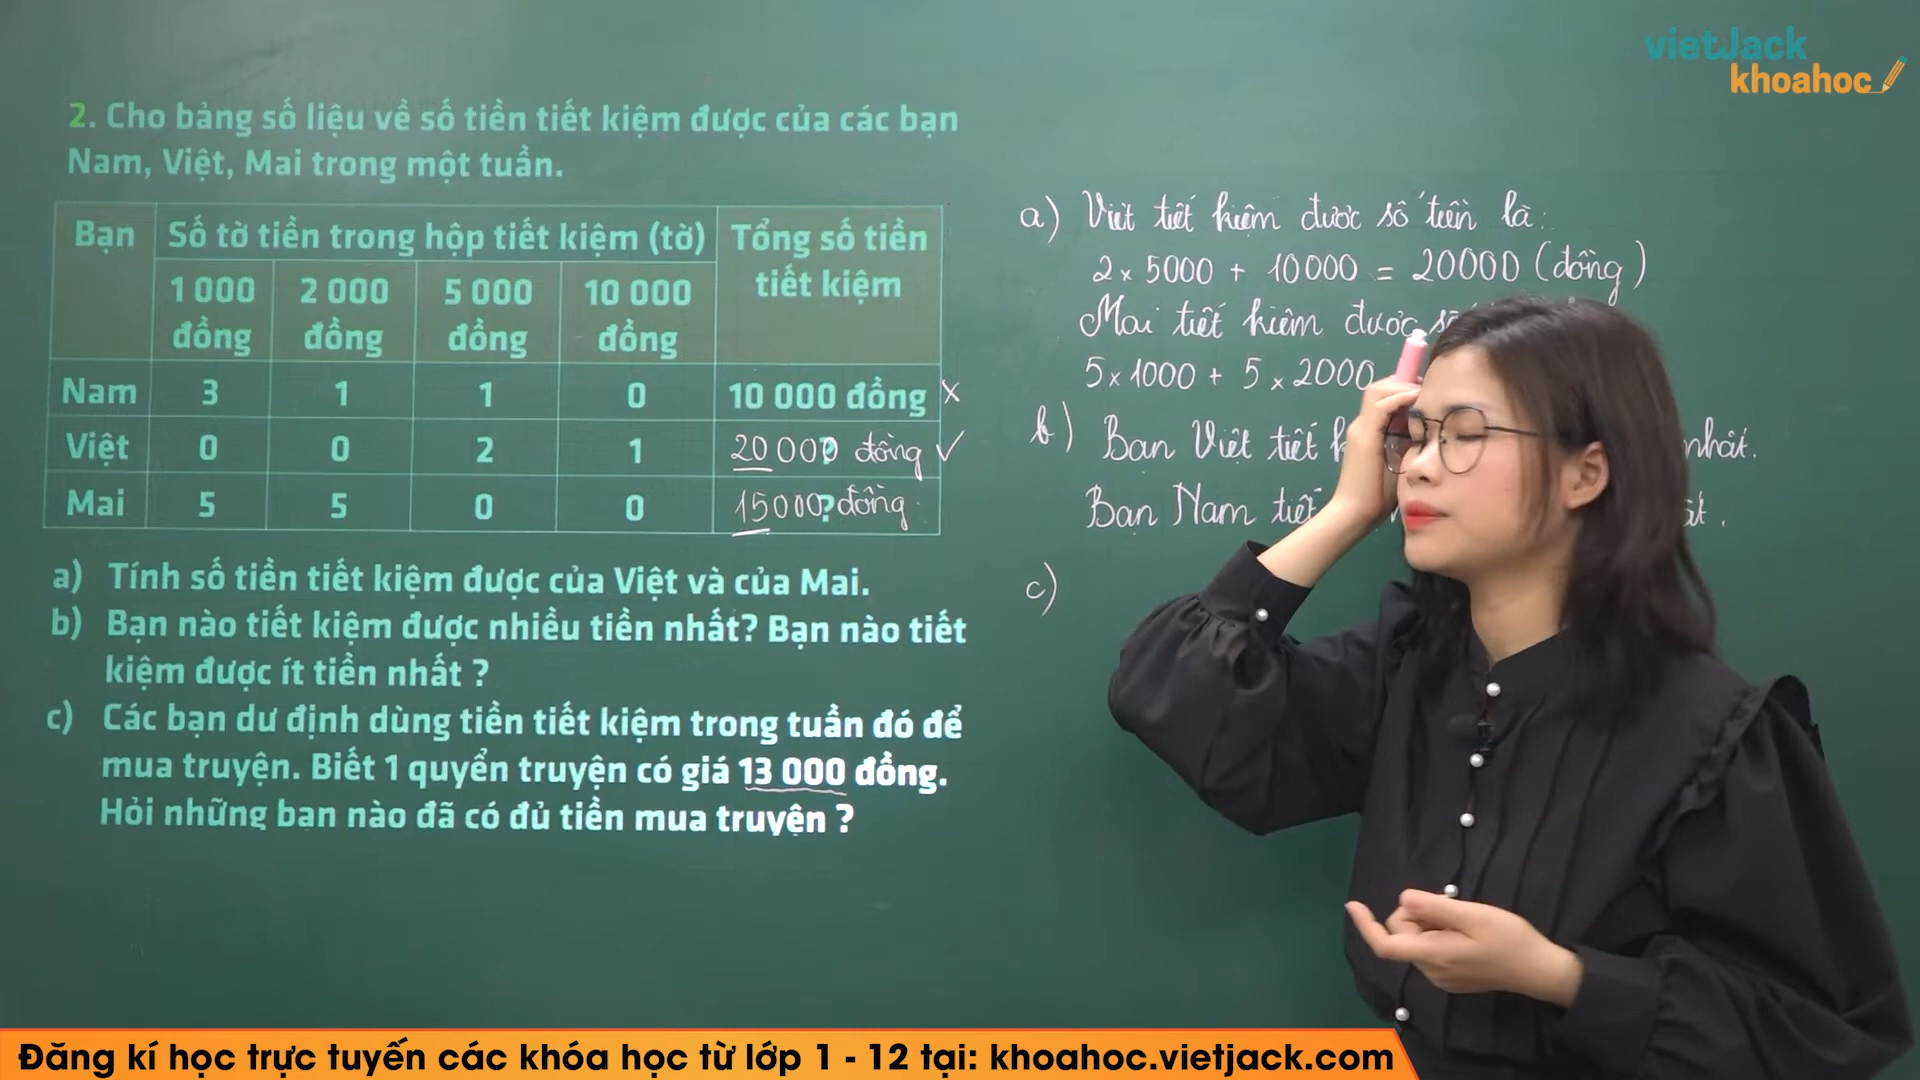 vietJack
khoahoc
2. Cho bảng số liệu về số tiền tiết kiệm được của các bạn
Nam, Việt, Mai trong một tuần.
Bạn
Số tờ tiền trong hộp tiết kiệm (tờ)
Tổng số tiền
tiết kiệm
1 000 đồng
2 000 đồng
5 000 đồng
10 000 đồng
Nam 3 1 1 0 10 000 đồng x
Việt 0 0 2 1 20 000 đồng ✓
Mai 5 5 0 0 15000 ? đồng
a) Tính số tiền tiết kiệm được của Việt và của Mai.
b) Bạn nào tiết kiệm được nhiều tiền nhất? Bạn nào tiết
kiệm được ít tiền nhất ?
c) Các bạn dự định dùng tiền tiết kiệm trong tuần đó để
mua truyện. Biết 1 quyển truyện có giá 13 000 đồng.
Hỏi những bạn nào đã có đủ tiền mua truyện ?
a) Việt tiết kiệm được số tiền là:
2 x 5000 + 10000 = 20000 (đồng)
Mai tiết kiệm được số
5 x 1000 + 5 x 2000
b) Bạn Việt tiết nhất.
Bạn Nam tiết
c)
Đăng kí học trực tuyến các khóa học từ lớp 1 - 12 tại: khoahoc.vietjack.com